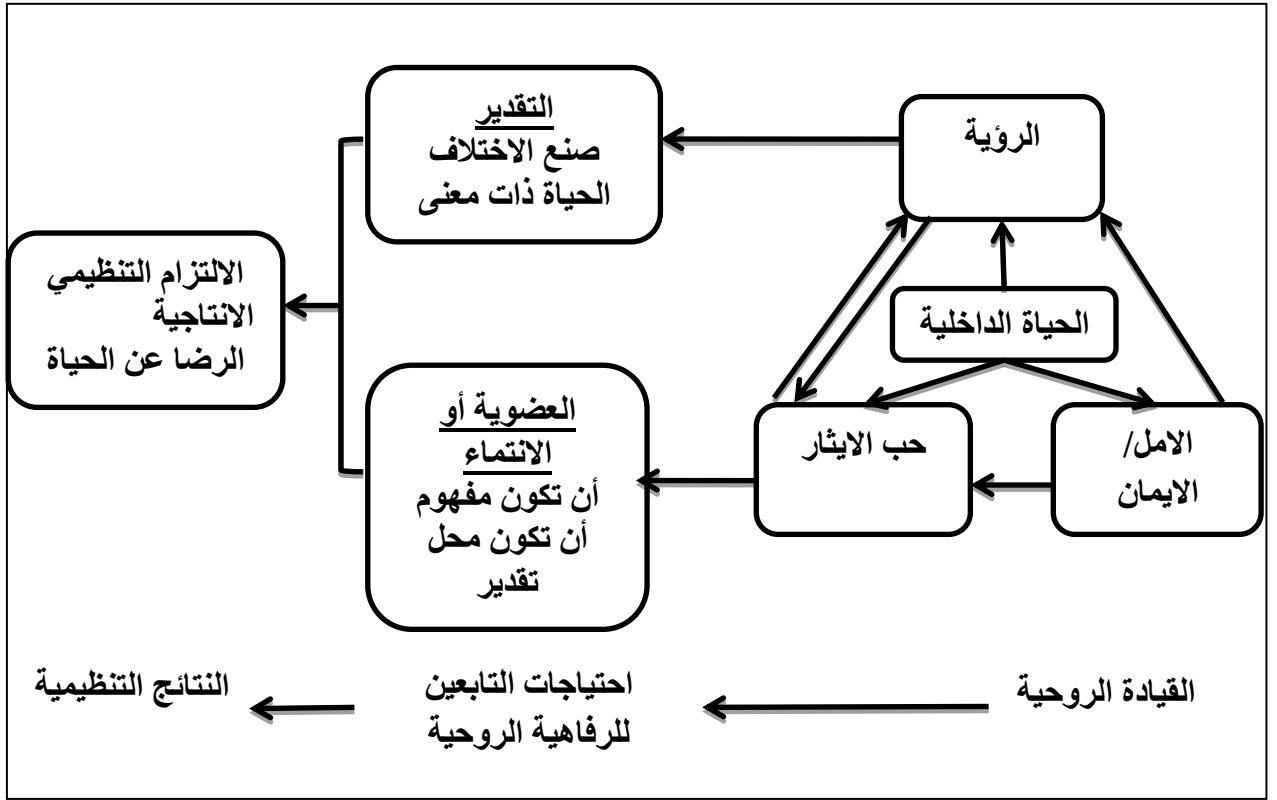 الرؤية
الحياة الداخلية
الامل/
الايمان
حب الايثار
التقدير
صنع الاختلاف
الحياة ذات معنى
العضوية أو
الانتماء
أن تكون مفهوم
أن تكون محل
تقدير
الالتزام التنظيمي
الانتاجية
الرضا عن الحياة
القيادة الروحية
احتياجات التابعين
للرفاهية الروحية
النتائج التنظيمية